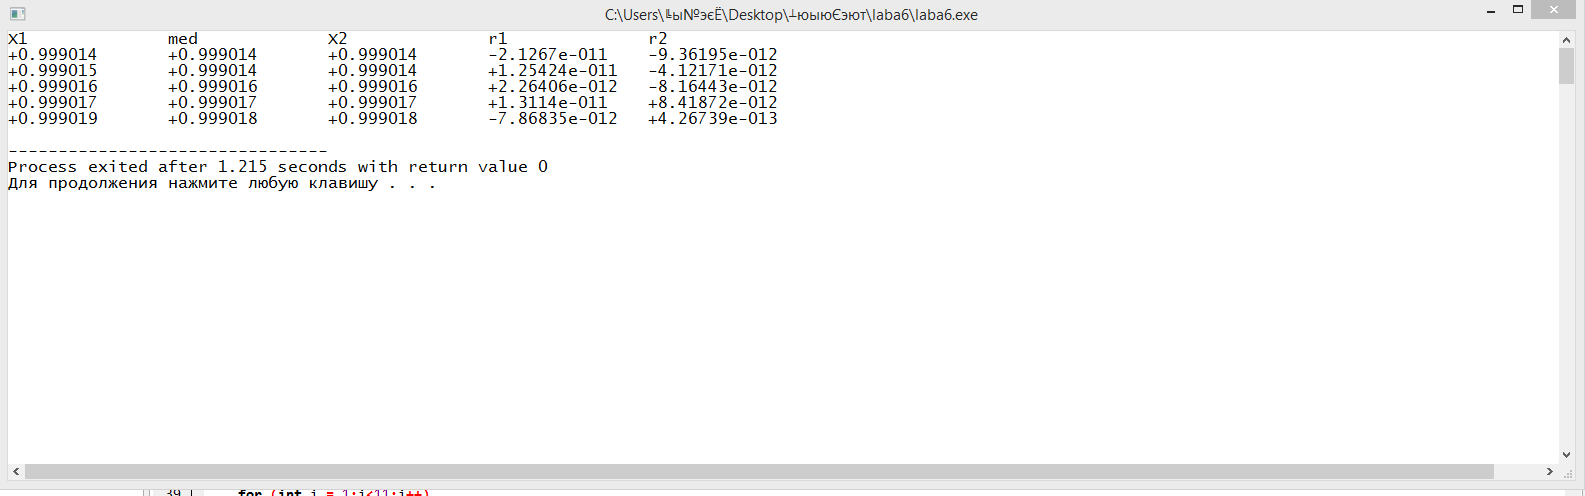 C:\Users\╚ы№эєЁ\Desktop\┴юыюЄэют\laba6\laba6.exe
X1 med X2 r1 r2
+0.999014 +0.999014 +0.999014 -2.1267e-011 -9.36195e-012
+0.999015 +0.999014 +0.999014 +1.25424e-011 -4.12171e-012
+0.999016 +0.999016 +0.999016 +2.26406e-012 -8.16443e-012
+0.999017 +0.999017 +0.999017 +1.3114e-011 +8.41872e-012
+0.999019 +0.999018 +0.999018 -7.86835e-012 +4.26739e-013
--------------------------------
Process exited after 1.215 seconds with return value 0
Для продолжения нажмите любую клавишу . . .
39 for (int i = 1;i<11;i++)